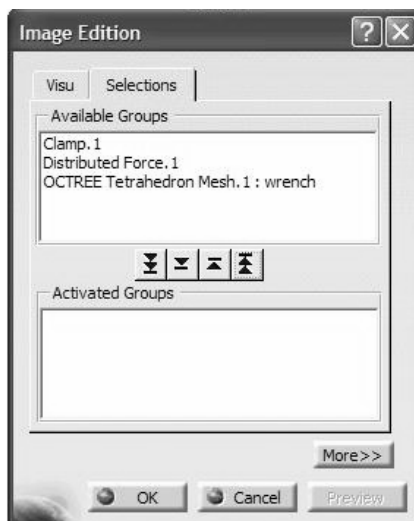 Image Edition
Visu
Selections
Available Groups
Clamp.1
Distributed Force.1
OCTREE Tetrahedron Mesh.1 : wrench
Activated Groups
More>>
OK
Cancel
Preview